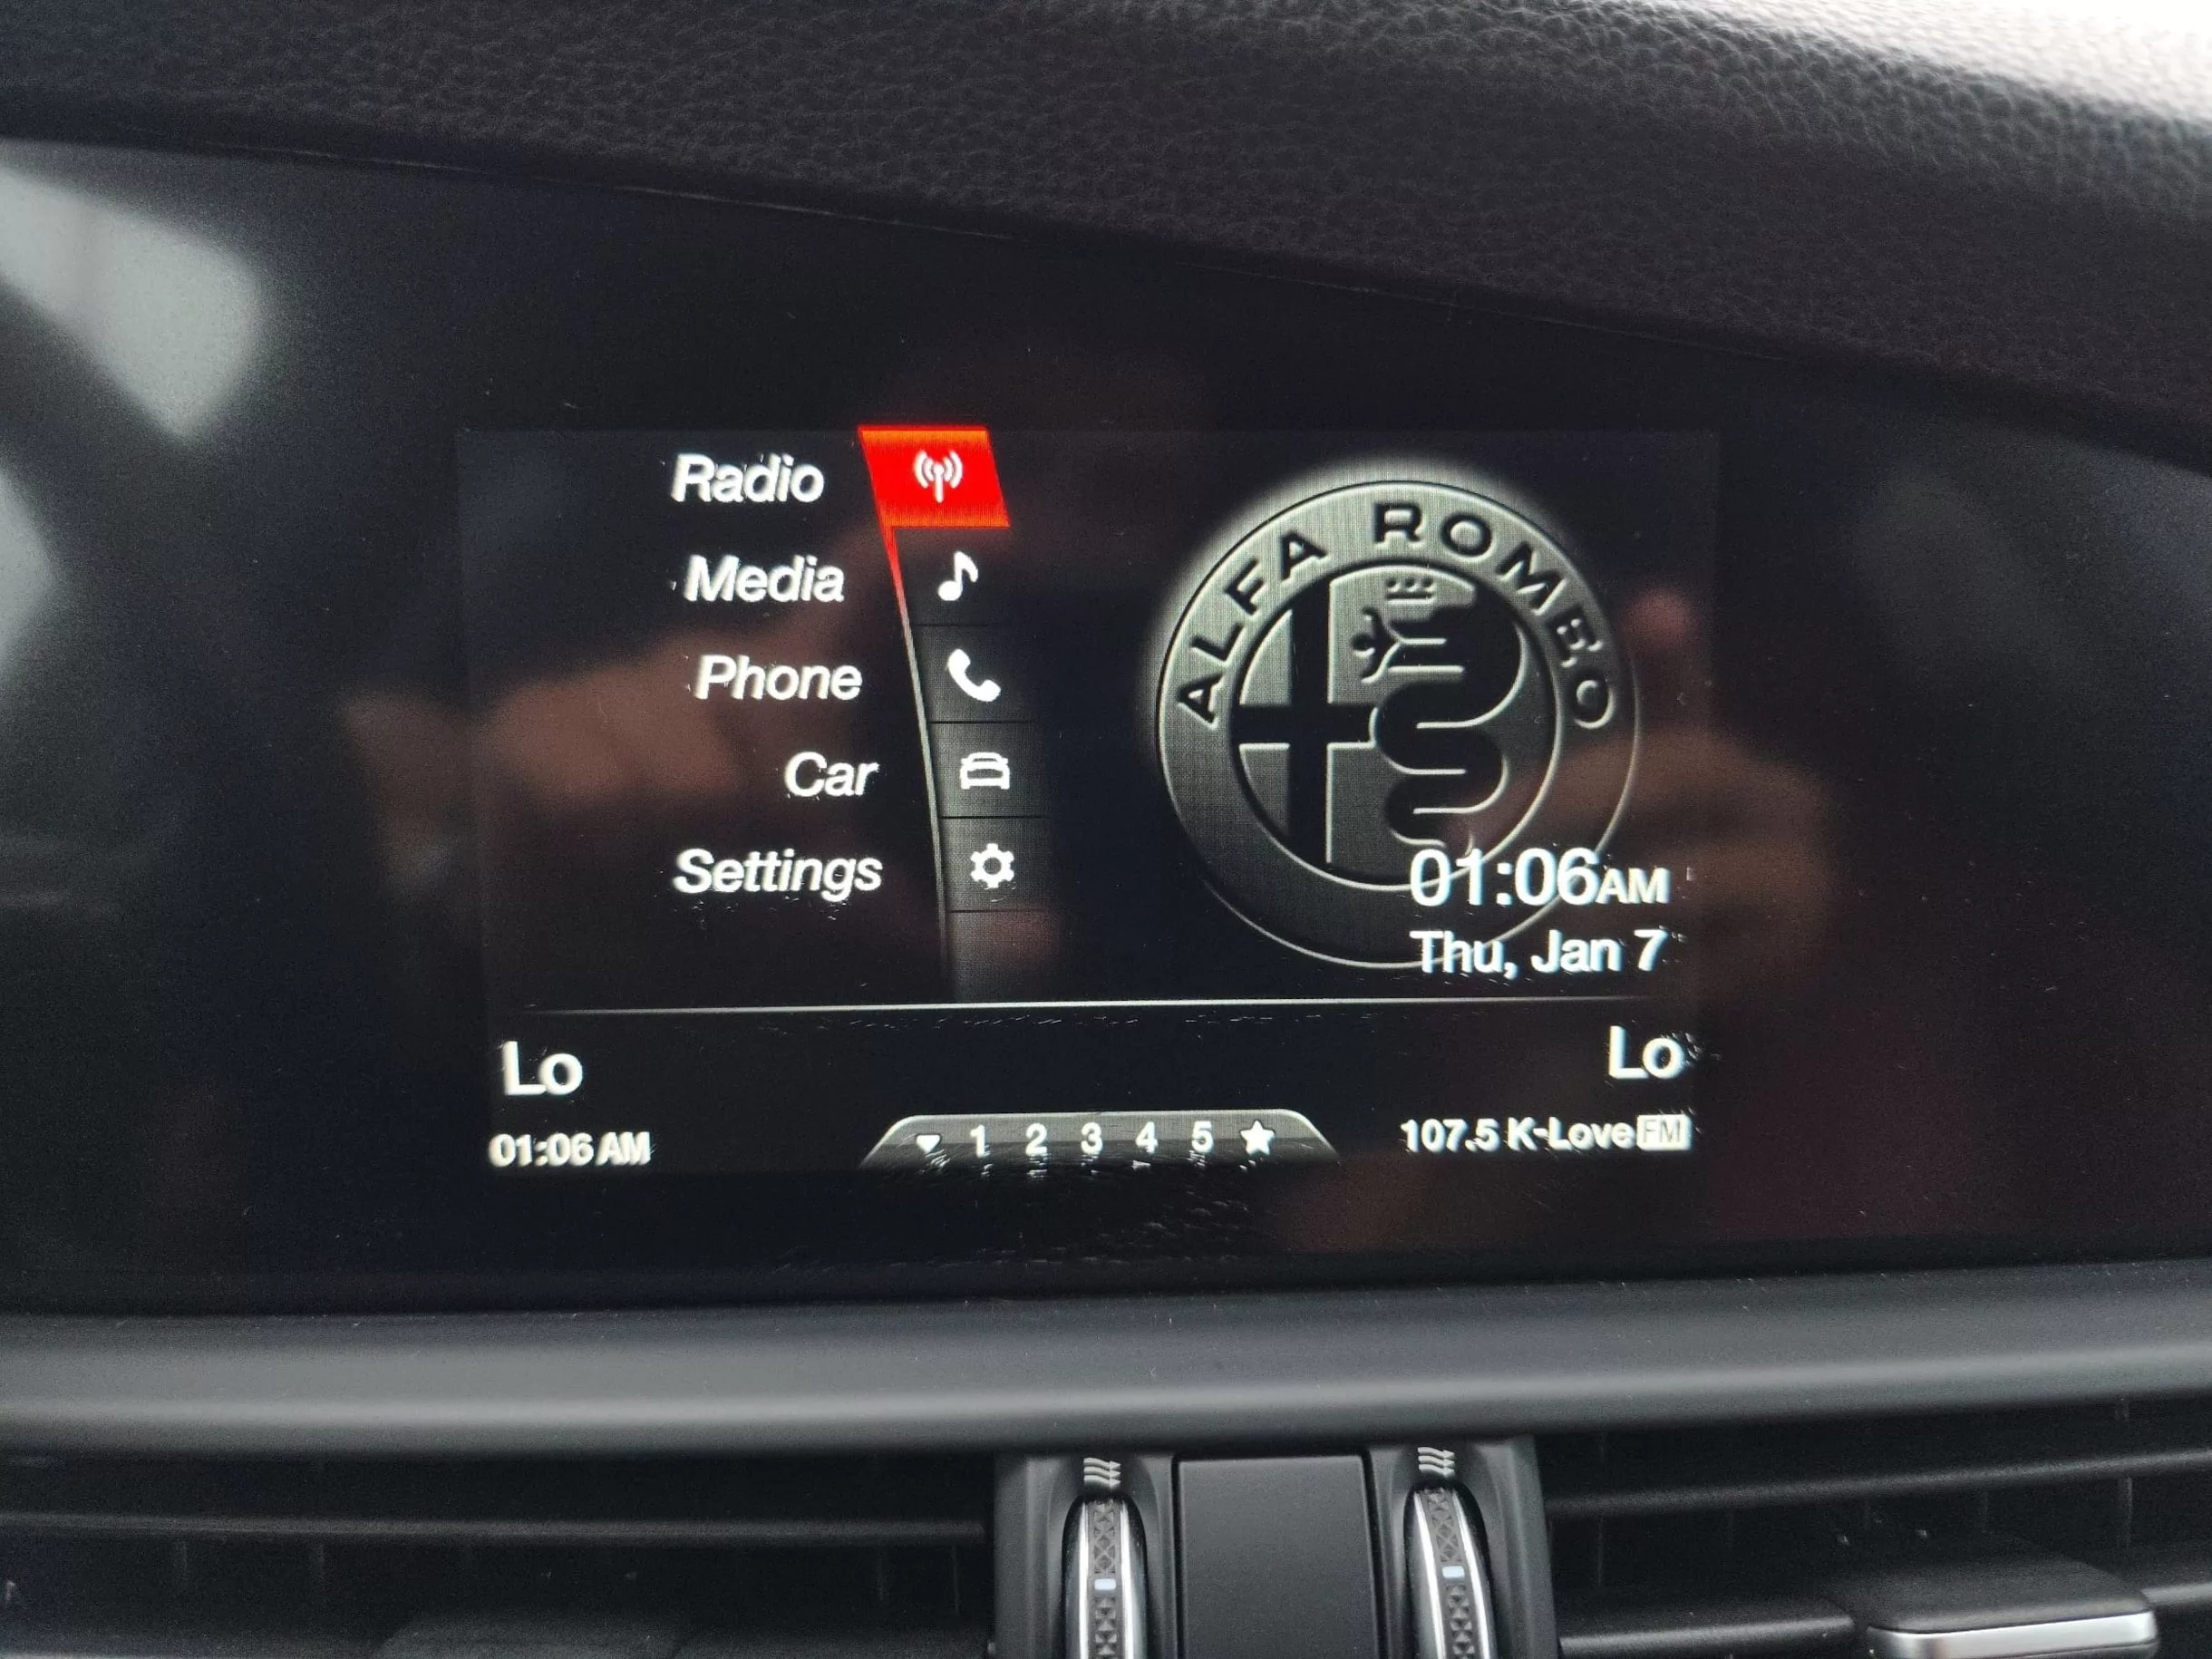 Radio
Media
Phone
Car
Settings
ALFA ROMEO
01:06AM
Thu, Jan 7
Lo
Lo
01:06 AM
1 2 3 4 5
107.5 K-Love FM